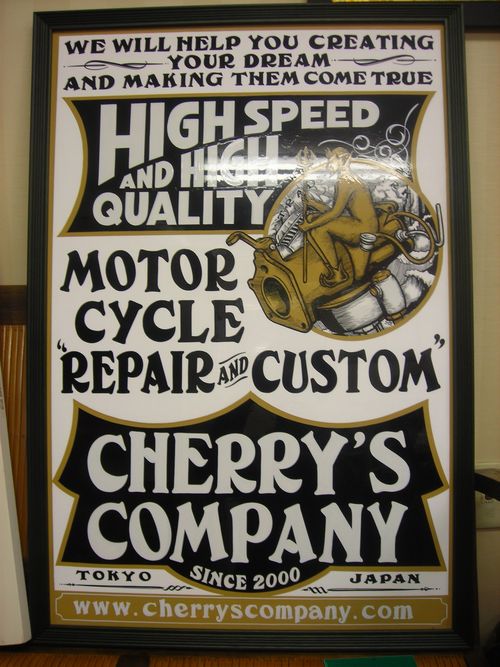 WE WILL HELP YOU CREATING
YOUR DREAM
AND MAKING THEM COME TRUE
HIGH SPEED
AND HIGH
QUALITY
MOTOR
CYCLE
"REPAIR AND CUSTOM"
CHERRY'S
COMPANY
TOKYO SINCE 2000 JAPAN
www.cherryscompany.com